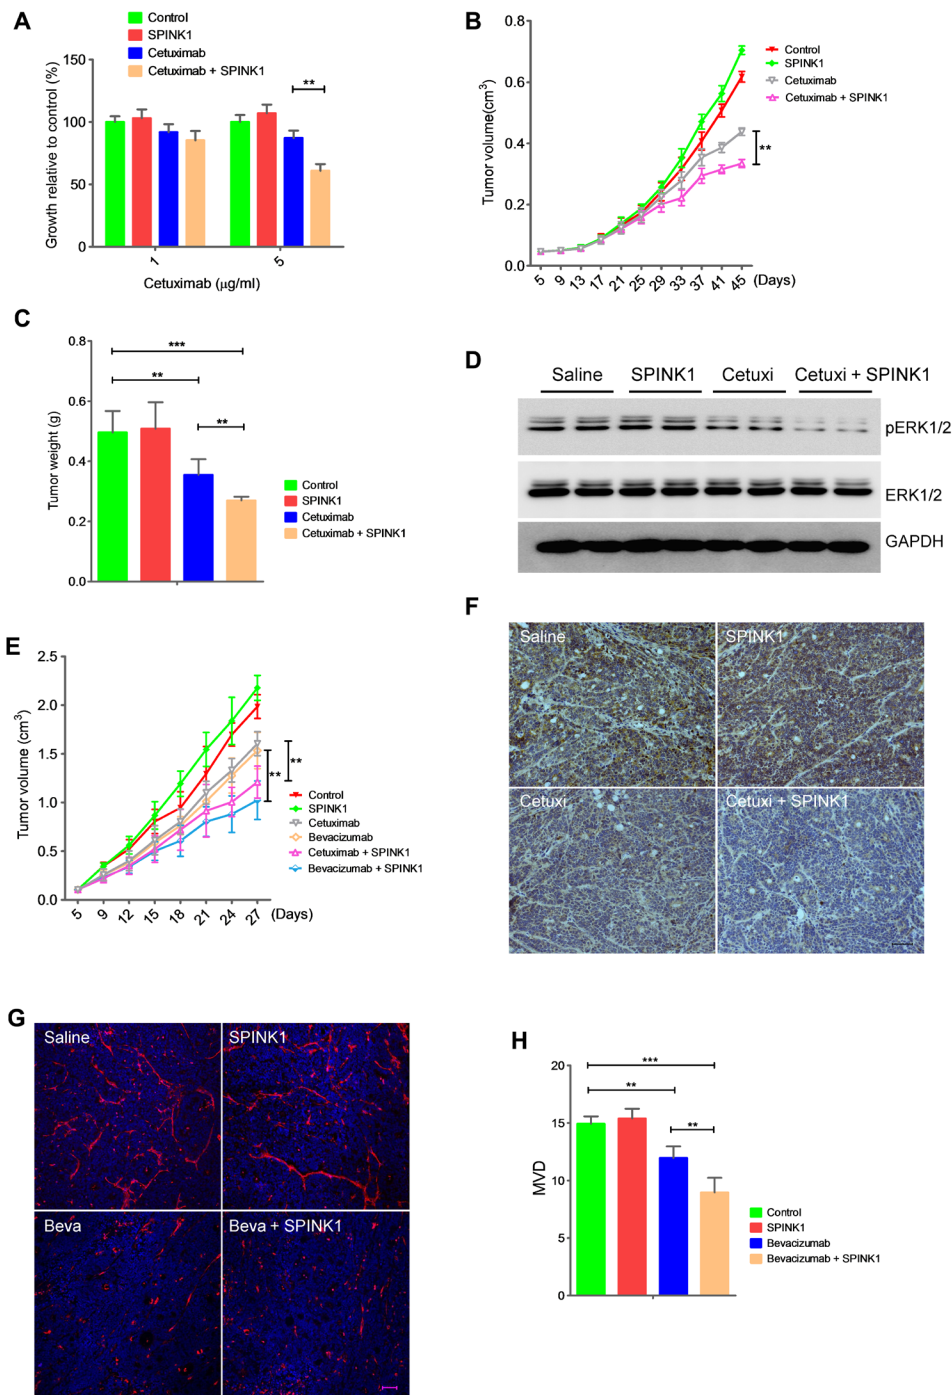 A
Control
SPINK1
Cetuximab
Cetuximab + SPINK1
Growth relative to control (%)
150
100
50
0
**
1
5
Cetuximab (μg/ml)
B
Tumor volume(cm³)
0.8
0.6
0.4
0.2
0.0
5 9 13 17 21 25 29 33 37 41 45 (Days)
Control
SPINK1
Cetuximab
Cetuximab + SPINK1
**
C
Tumor weight (g)
0.8
0.6
0.4
0.2
0.0
***
**
**
Control
SPINK1
Cetuximab
Cetuximab + SPINK1
D
Saline SPINK1 Cetuxi Cetuxi + SPINK1
pERK1/2
ERK1/2
GAPDH
E
Tumor volume (cm³)
2.5
2.0
1.5
1.0
0.5
0.0
5 9 12 15 18 21 24 27 (Days)
**
**
Control
SPINK1
Cetuximab
Bevacizumab
Cetuximab + SPINK1
Bevacizumab + SPINK1
F
Saline
SPINK1
Cetuxi
Cetuxi + SPINK1
G
Saline
SPINK1
Beva
Beva + SPINK1
H
MVD
20
15
10
5
0
***
**
**
Control
SPINK1
Bevacizumab
Bevacizumab + SPINK1